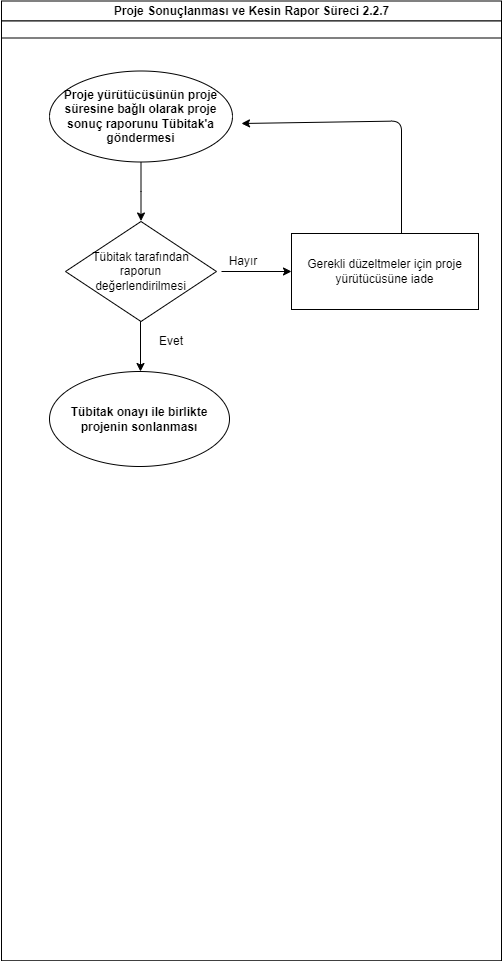 Proje Sonuçlanması ve Kesin Rapor Süreci 2.2.7
Proje yürütücüsünün proje
süresine bağlı olarak proje
sonuç raporunu Tübitak'a
göndermesi
Tübitak tarafından
raporun
değerlendirilmesi
Hayır
Gerekli düzeltmeler için proje
yürütücüsüne iade
Evet
Tübitak onayı ile birlikte
projenin sonlanması